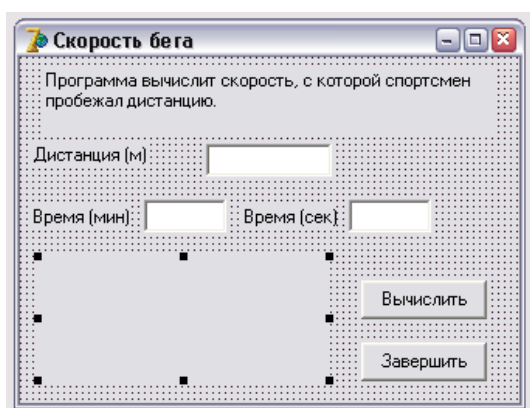 Скорость бега
Программа вычислит скорость, с которой спортсмен
пробежал дистанцию.
Дистанция (м)
Время (мин)
Время (сек)
Вычислить
Завершить